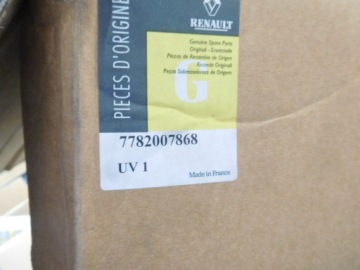 PIECES D'ORIGINE
RENAULT
Genuine Spare Parts
Original - Ersatzteile
Piezas de Recambio de Origen
Ricambi Originali
Peças Sobressalentes de Origem
G
7782007868
UV 1
Made in France